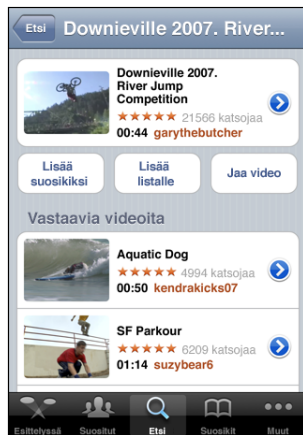 Etsi
Downieville 2007. River...
Downieville 2007.
River Jump
Competition
21566 katsojaa
00:44 garythebutcher
Lisää
suosikiksi
Lisää
listalle
Jaa video
Vastaavia videoita
Aquatic Dog
4994 katsojaa
00:50 kendrakicks07
SF Parkour
6209 katsojaa
01:14 suzybear6
Esittelyssä
Suositut
Etsi
Suosikit
Muut